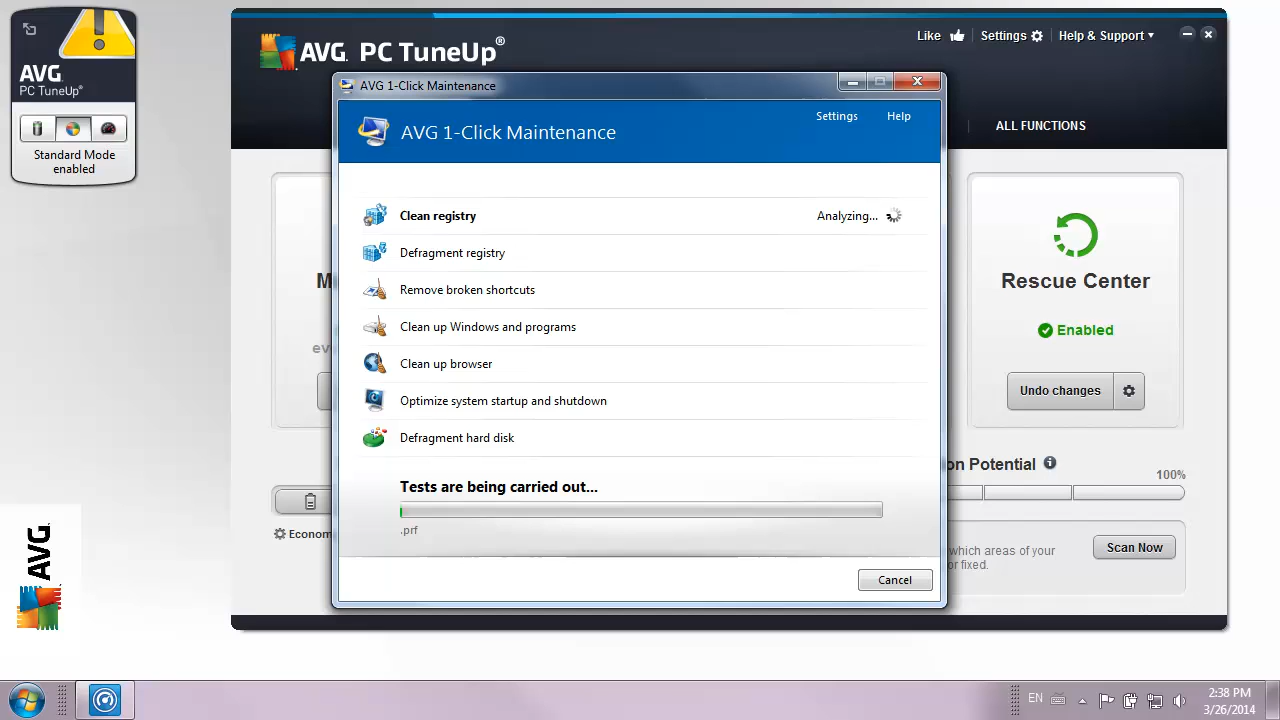 AVG
PC TuneUp®
Standard Mode
enabled
AVG
AVG PC TuneUp®
Like
Settings
Help & Support
ALL FUNCTIONS
AVG 1-Click Maintenance
AVG 1-Click Maintenance
Settings
Help
Clean registry
Analyzing...
Defragment registry
Remove broken shortcuts
Clean up Windows and programs
Clean up browser
Optimize system startup and shutdown
Defragment hard disk
Tests are being carried out...
.prf
Cancel
M
ev
Econom
Rescue Center
Enabled
Undo changes
on Potential
100%
which areas of your
or fixed.
Scan Now
EN
2:38 PM
3/26/2014